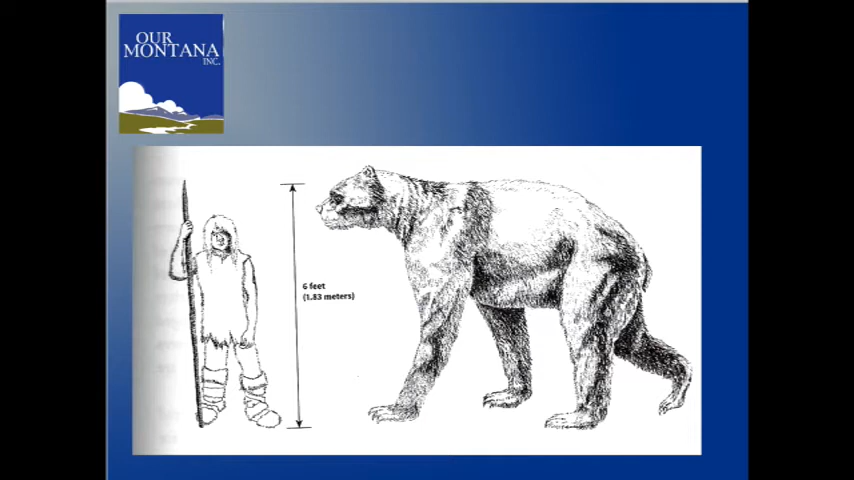 OUR
MONTANA
INC.
6 feet
(1.83 meters)